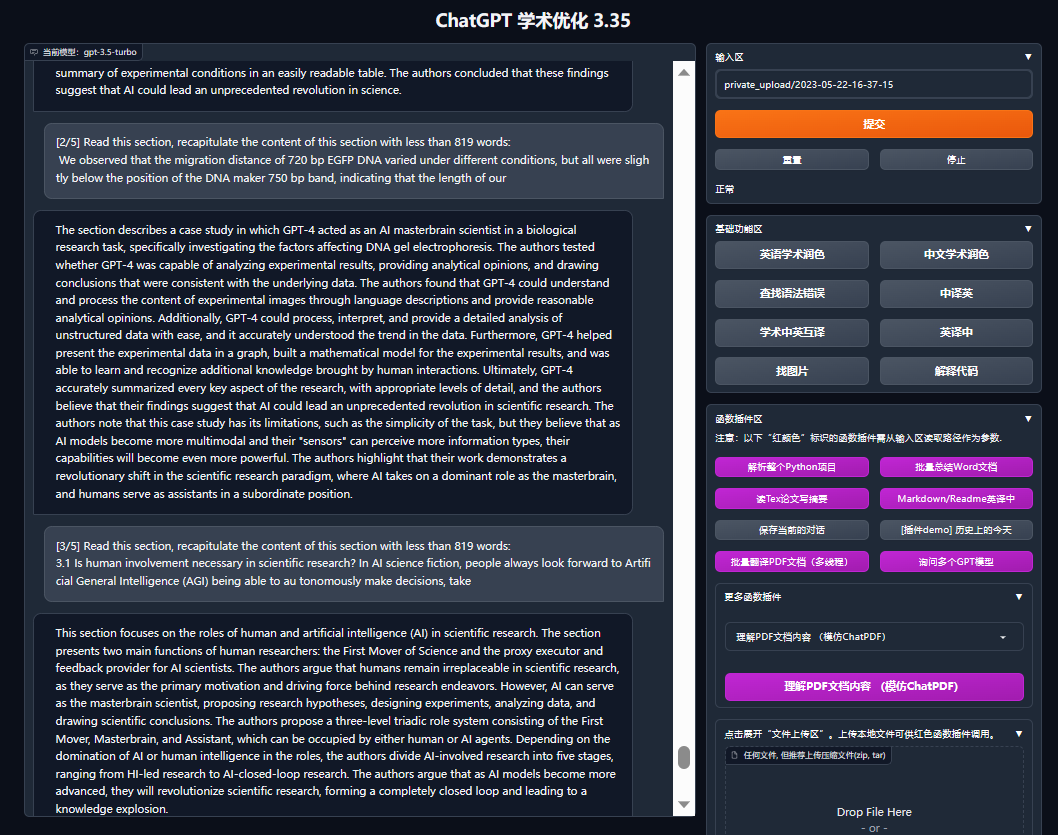 ChatGPT 学术优化 3.35
当前模型：gpt-3.5-turbo
summary of experimental conditions in an easily readable table. The authors concluded that these findings
suggest that AI could lead an unprecedented revolution in science.
[2/5] Read this section, recapitulate the content of this section with less than 819 words:
We observed that the migration distance of 720 bp EGFP DNA varied under different conditions, but all were sligh
tly below the position of the DNA maker 750 bp band, indicating that the length of our
The section describes a case study in which GPT-4 acted as an AI masterbrain scientist in a biological
research task, specifically investigating the factors affecting DNA gel electrophoresis. The authors tested
whether GPT-4 was capable of analyzing experimental results, providing analytical opinions, and drawing
conclusions that were consistent with the underlying data. The authors found that GPT-4 could understand
and process the content of experimental images through language descriptions and provide reasonable
analytical opinions. Additionally, GPT-4 could process, interpret, and provide a detailed analysis of
unstructured data with ease, and it accurately understood the trend in the data. Furthermore, GPT-4 helped
present the experimental data in a graph, built a mathematical model for the experimental results, and was
able to learn and recognize additional knowledge brought by human interactions. Ultimately, GPT-4
accurately summarized every key aspect of the research, with appropriate levels of detail, and the authors
believe that their findings suggest that AI could lead an unprecedented revolution in scientific research. The
authors note that this case study has its limitations, such as the simplicity of the task, but they believe that as
AI models become more multimodal and their "sensors" can perceive more information types, their
capabilities will become even more powerful. The authors highlight that their work demonstrates a
revolutionary shift in the scientific research paradigm, where AI takes on a dominant role as the masterbrain,
and humans serve as assistants in a subordinate position.
[3/5] Read this section, recapitulate the content of this section with less than 819 words:
3.1 Is human involvement necessary in scientific research? In AI science fiction, people always look forward to Artifi
cial General Intelligence (AGI) being able to au tonomously make decisions, take
This section focuses on the roles of human and artificial intelligence (AI) in scientific research. The section
presents two main functions of human researchers: the First Mover of Science and the proxy executor and
feedback provider for AI scientists. The authors argue that humans remain irreplaceable in scientific research,
as they serve as the primary motivation and driving force behind research endeavors. However, AI can serve
as the masterbrain scientist, proposing research hypotheses, designing experiments, analyzing data, and
drawing scientific conclusions. The authors propose a three-level triadic role system consisting of the First
Mover, Masterbrain, and Assistant, which can be occupied by either human or AI agents. Depending on the
domination of AI or human intelligence in the roles, the authors divide AI-involved research into five stages,
ranging from HI-led research to AI-closed-loop research. The authors argue that as AI models become more
advanced, they will revolutionize scientific research, forming a completely closed loop and leading to a
knowledge explosion.
输入区
private_upload/2023-05-22-16-37-15
提交
重置
停止
正常
基础功能区
英语学术润色
中文学术润色
查找语法错误
中译英
学术中英互译
英译中
找图片
解释代码
函数插件区
注意：以下“红颜色”标识的函数插件需从输入区读取路径作为参数.
解析整个Python项目
批量总结Word文档
读Tex论文写摘要
Markdown/Readme英译中
保存当前的对话
[插件demo] 历史上的今天
批量翻译PDF文档（多线程）
询问多个GPT模型
更多函数插件
理解PDF文档内容 （模仿ChatPDF）
理解PDF文档内容 （模仿ChatPDF）
点击展开“文件上传区”。上传本地文件可供红色函数插件调用。
任何文件, 但推荐上传压缩文件(zip, tar)
Drop File Here
- or -